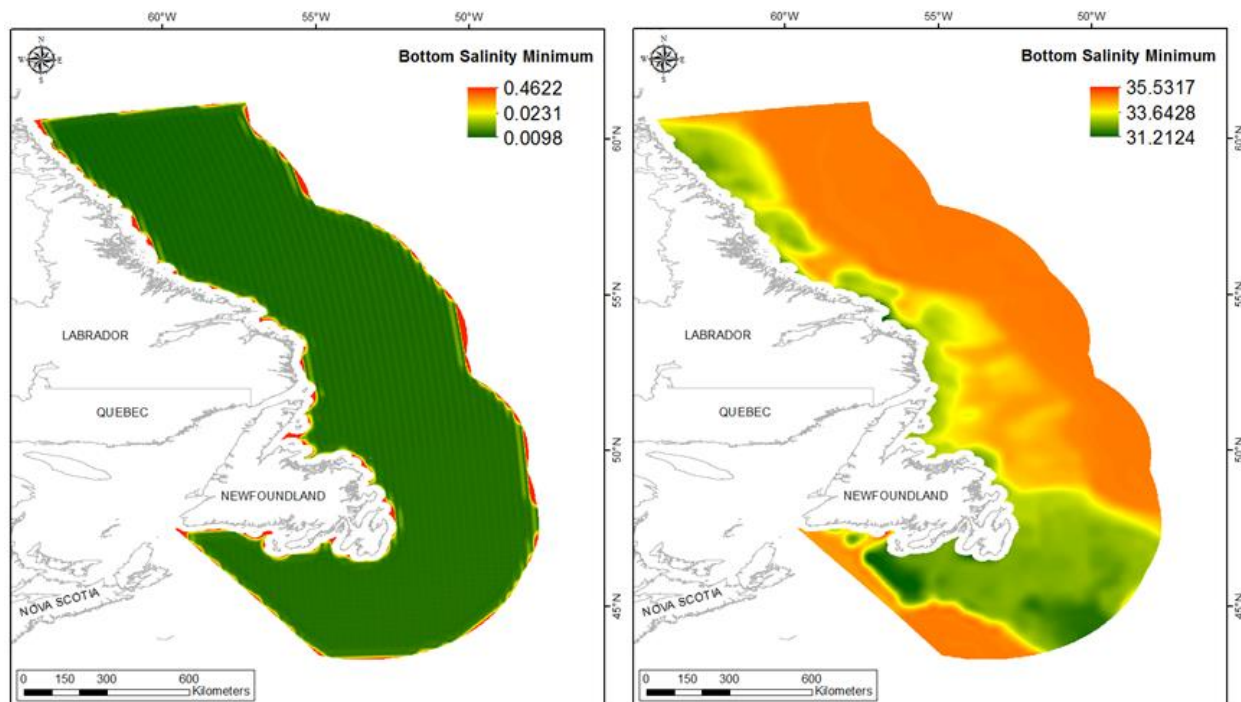 60°W 55°W 50°W
Bottom Salinity Minimum
0.4622
0.0231
0.0098
N
W E
S
60°N
55°N
50°N
45°N
LABRADOR
QUEBEC
NEWFOUNDLAND
NOVA SCOTIA
0 150 300 600
Kilometers
60°W 55°W 50°W
Bottom Salinity Minimum
35.5317
33.6428
31.2124
N
W E
S
60°N
55°N
50°N
45°N
LABRADOR
QUEBEC
NEWFOUNDLAND
NOVA SCOTIA
0 150 300 600
Kilometers